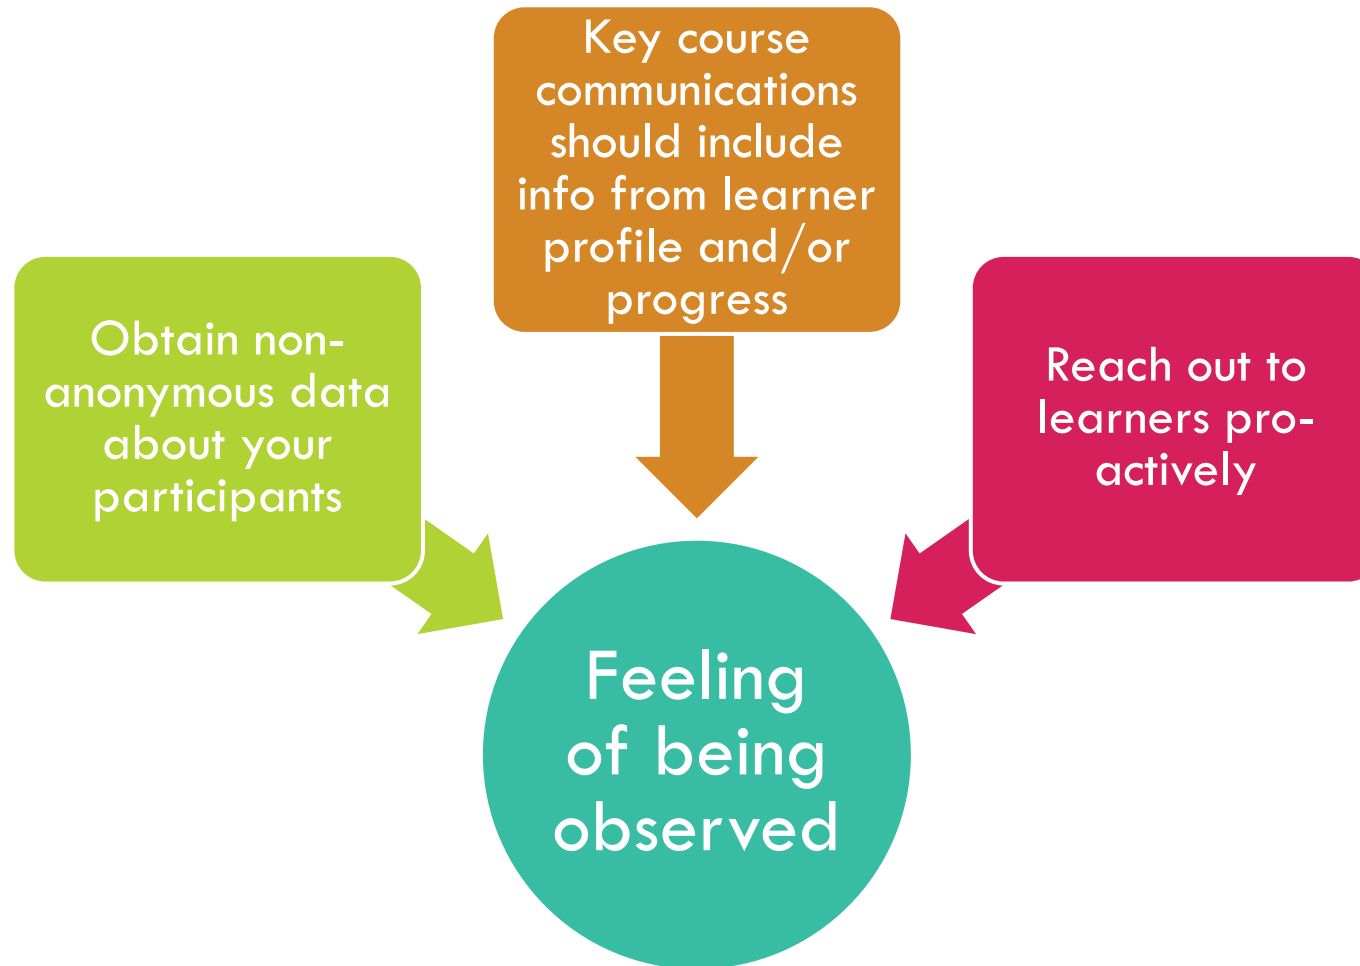 Key course
communications
should include
info from learner
profile and/or
progress
Obtain non-
anonymous data
about your
participants
Reach out to
learners pro-
actively
Feeling
of being
observed